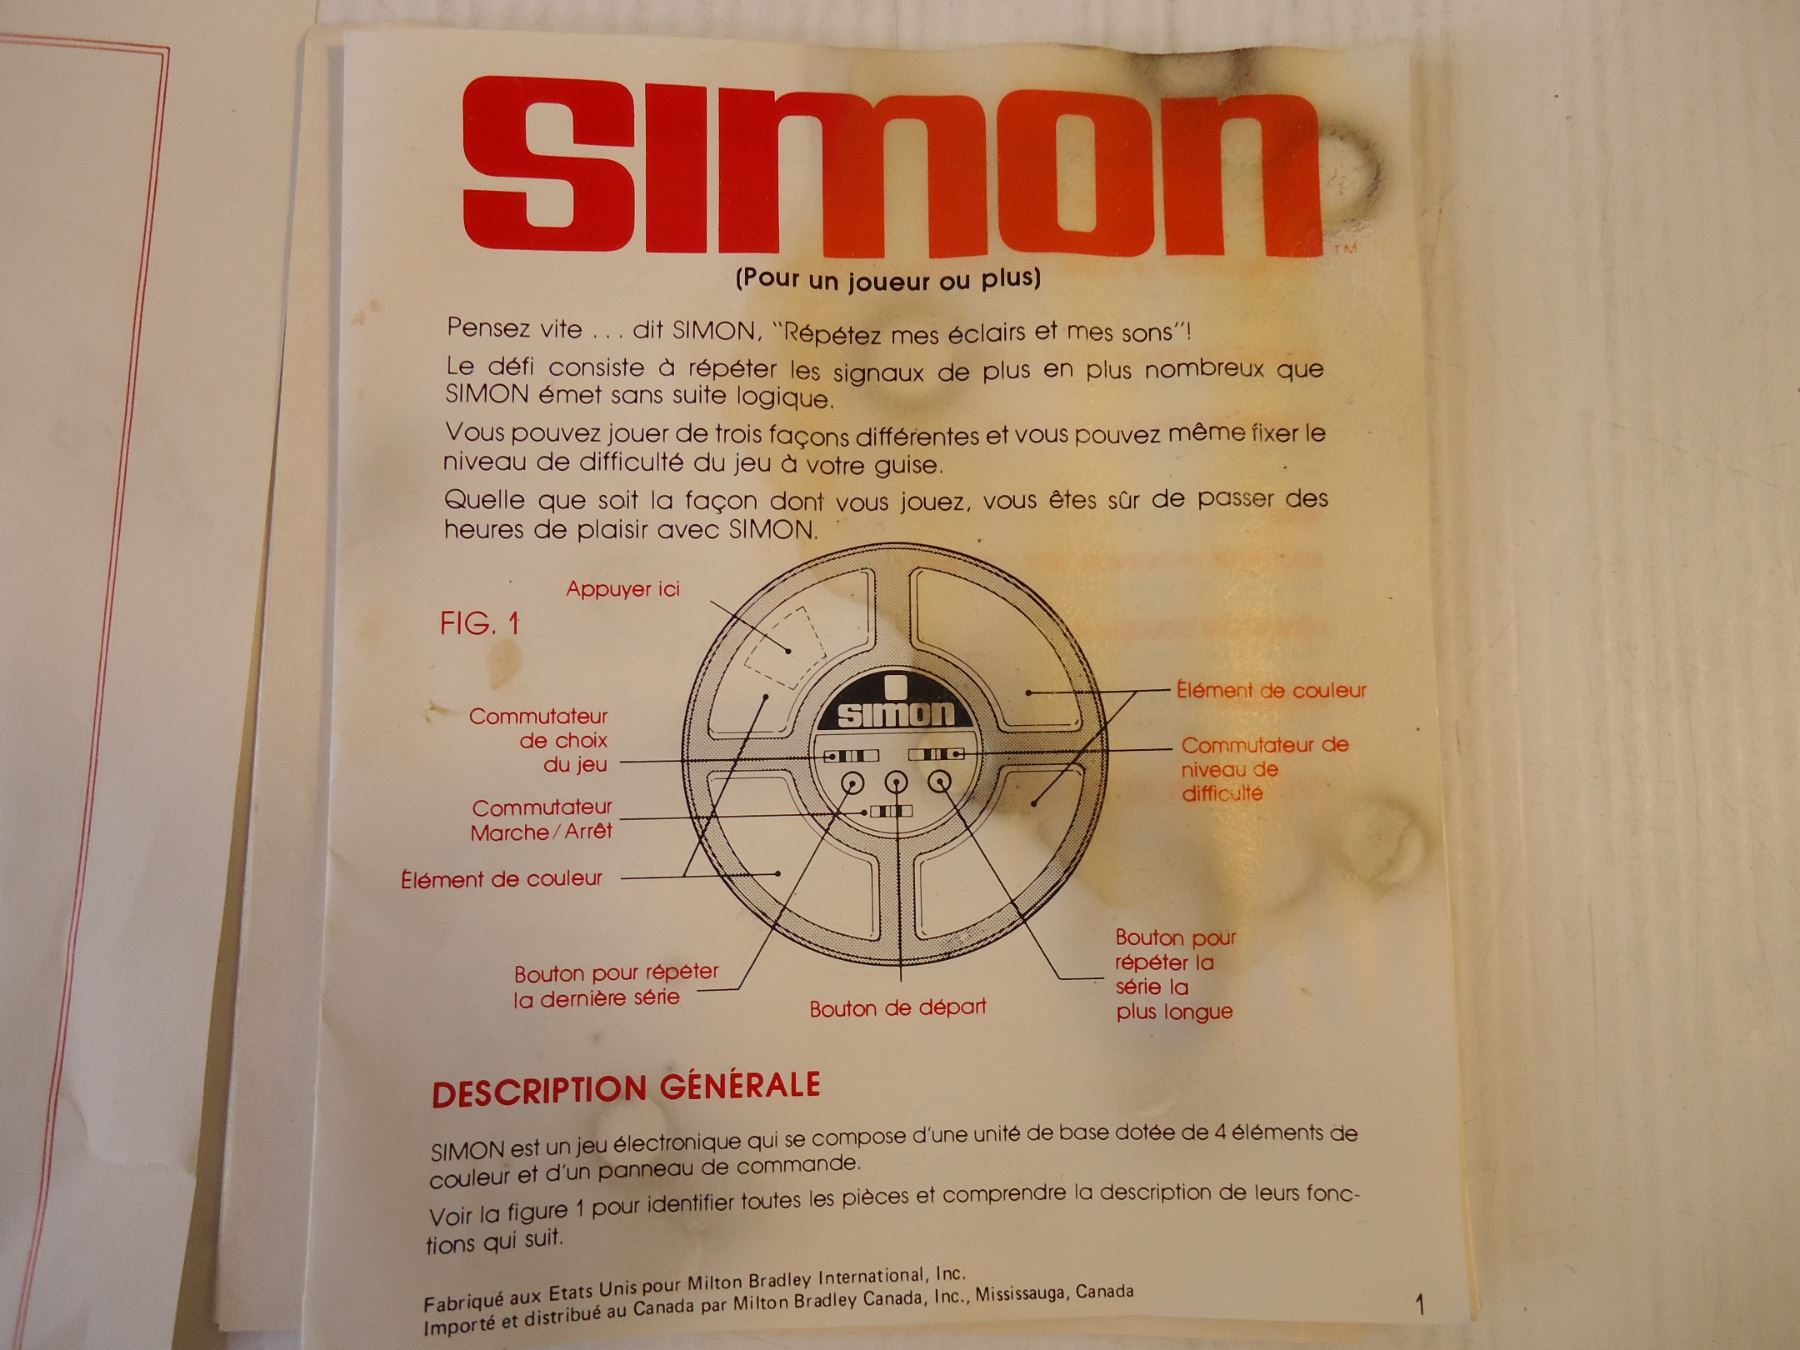 SIMON
TM
(Pour un joueur ou plus)
Pensez vite . . . dit SIMON, "Répétez mes éclairs et mes sons"!
Le défi consiste à répéter les signaux de plus en plus nombreux que
SIMON émet sans suite logique.
Vous pouvez jouer de trois façons différentes et vous pouvez même fixer le
niveau de difficulté du jeu à votre guise.
Quelle que soit la façon dont vous jouez, vous êtes sûr de passer des
heures de plaisir avec SIMON.
Appuyer ici
FIG. 1
Élément de couleur
simon
Commutateur
de choix
du jeu
Commutateur de
niveau de
difficulté
Commutateur
Marche/Arrêt
Élément de couleur
Bouton pour répéter
la dernière série
Bouton de départ
Bouton pour
répéter la
série la
plus longue
DESCRIPTION GÉNÉRALE
SIMON est un jeu électronique qui se compose d'une unité de base dotée de 4 éléments de
couleur et d'un panneau de commande.
Voir la figure 1 pour identifier toutes les pièces et comprendre la description de leurs fonc-
tions qui suit.
Fabriqué aux Etats Unis pour Milton Bradley International, Inc.
Importé et distribué au Canada par Milton Bradley Canada, Inc., Mississauga, Canada
1